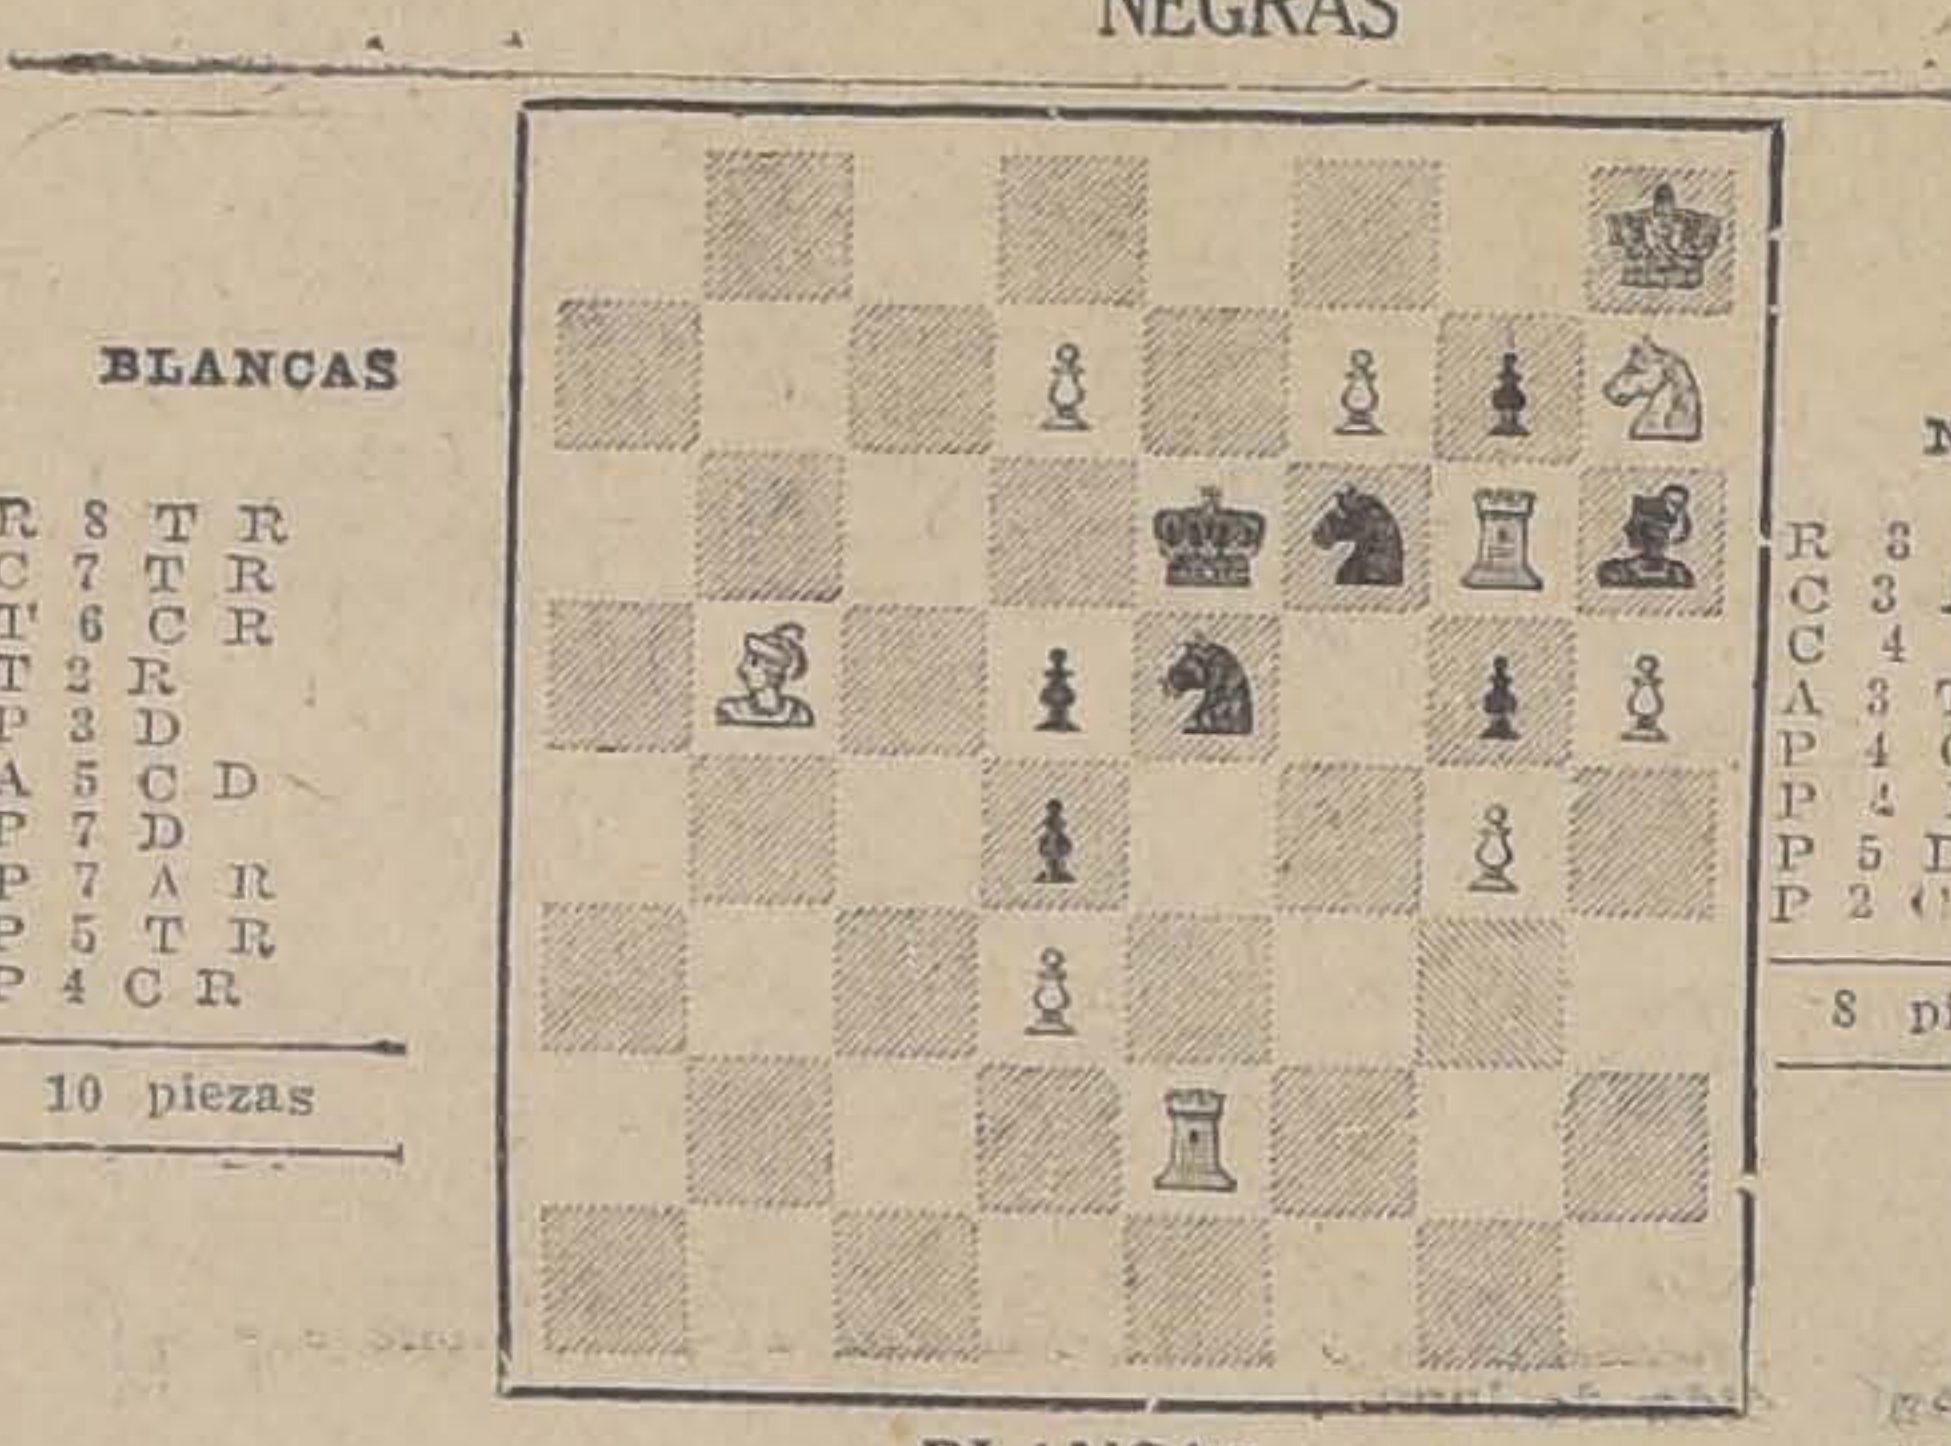 NEGRAS
BLANCAS
R 8 T R
C 7 T R
T 6 C R
T 2 R
P 3 D
A 5 C D
P 7 D
P 7 A R
P 5 T R
P 4 C R
10 piezas
R
C 3
C 4
A 3
P 4
P
P 5
P 2
8